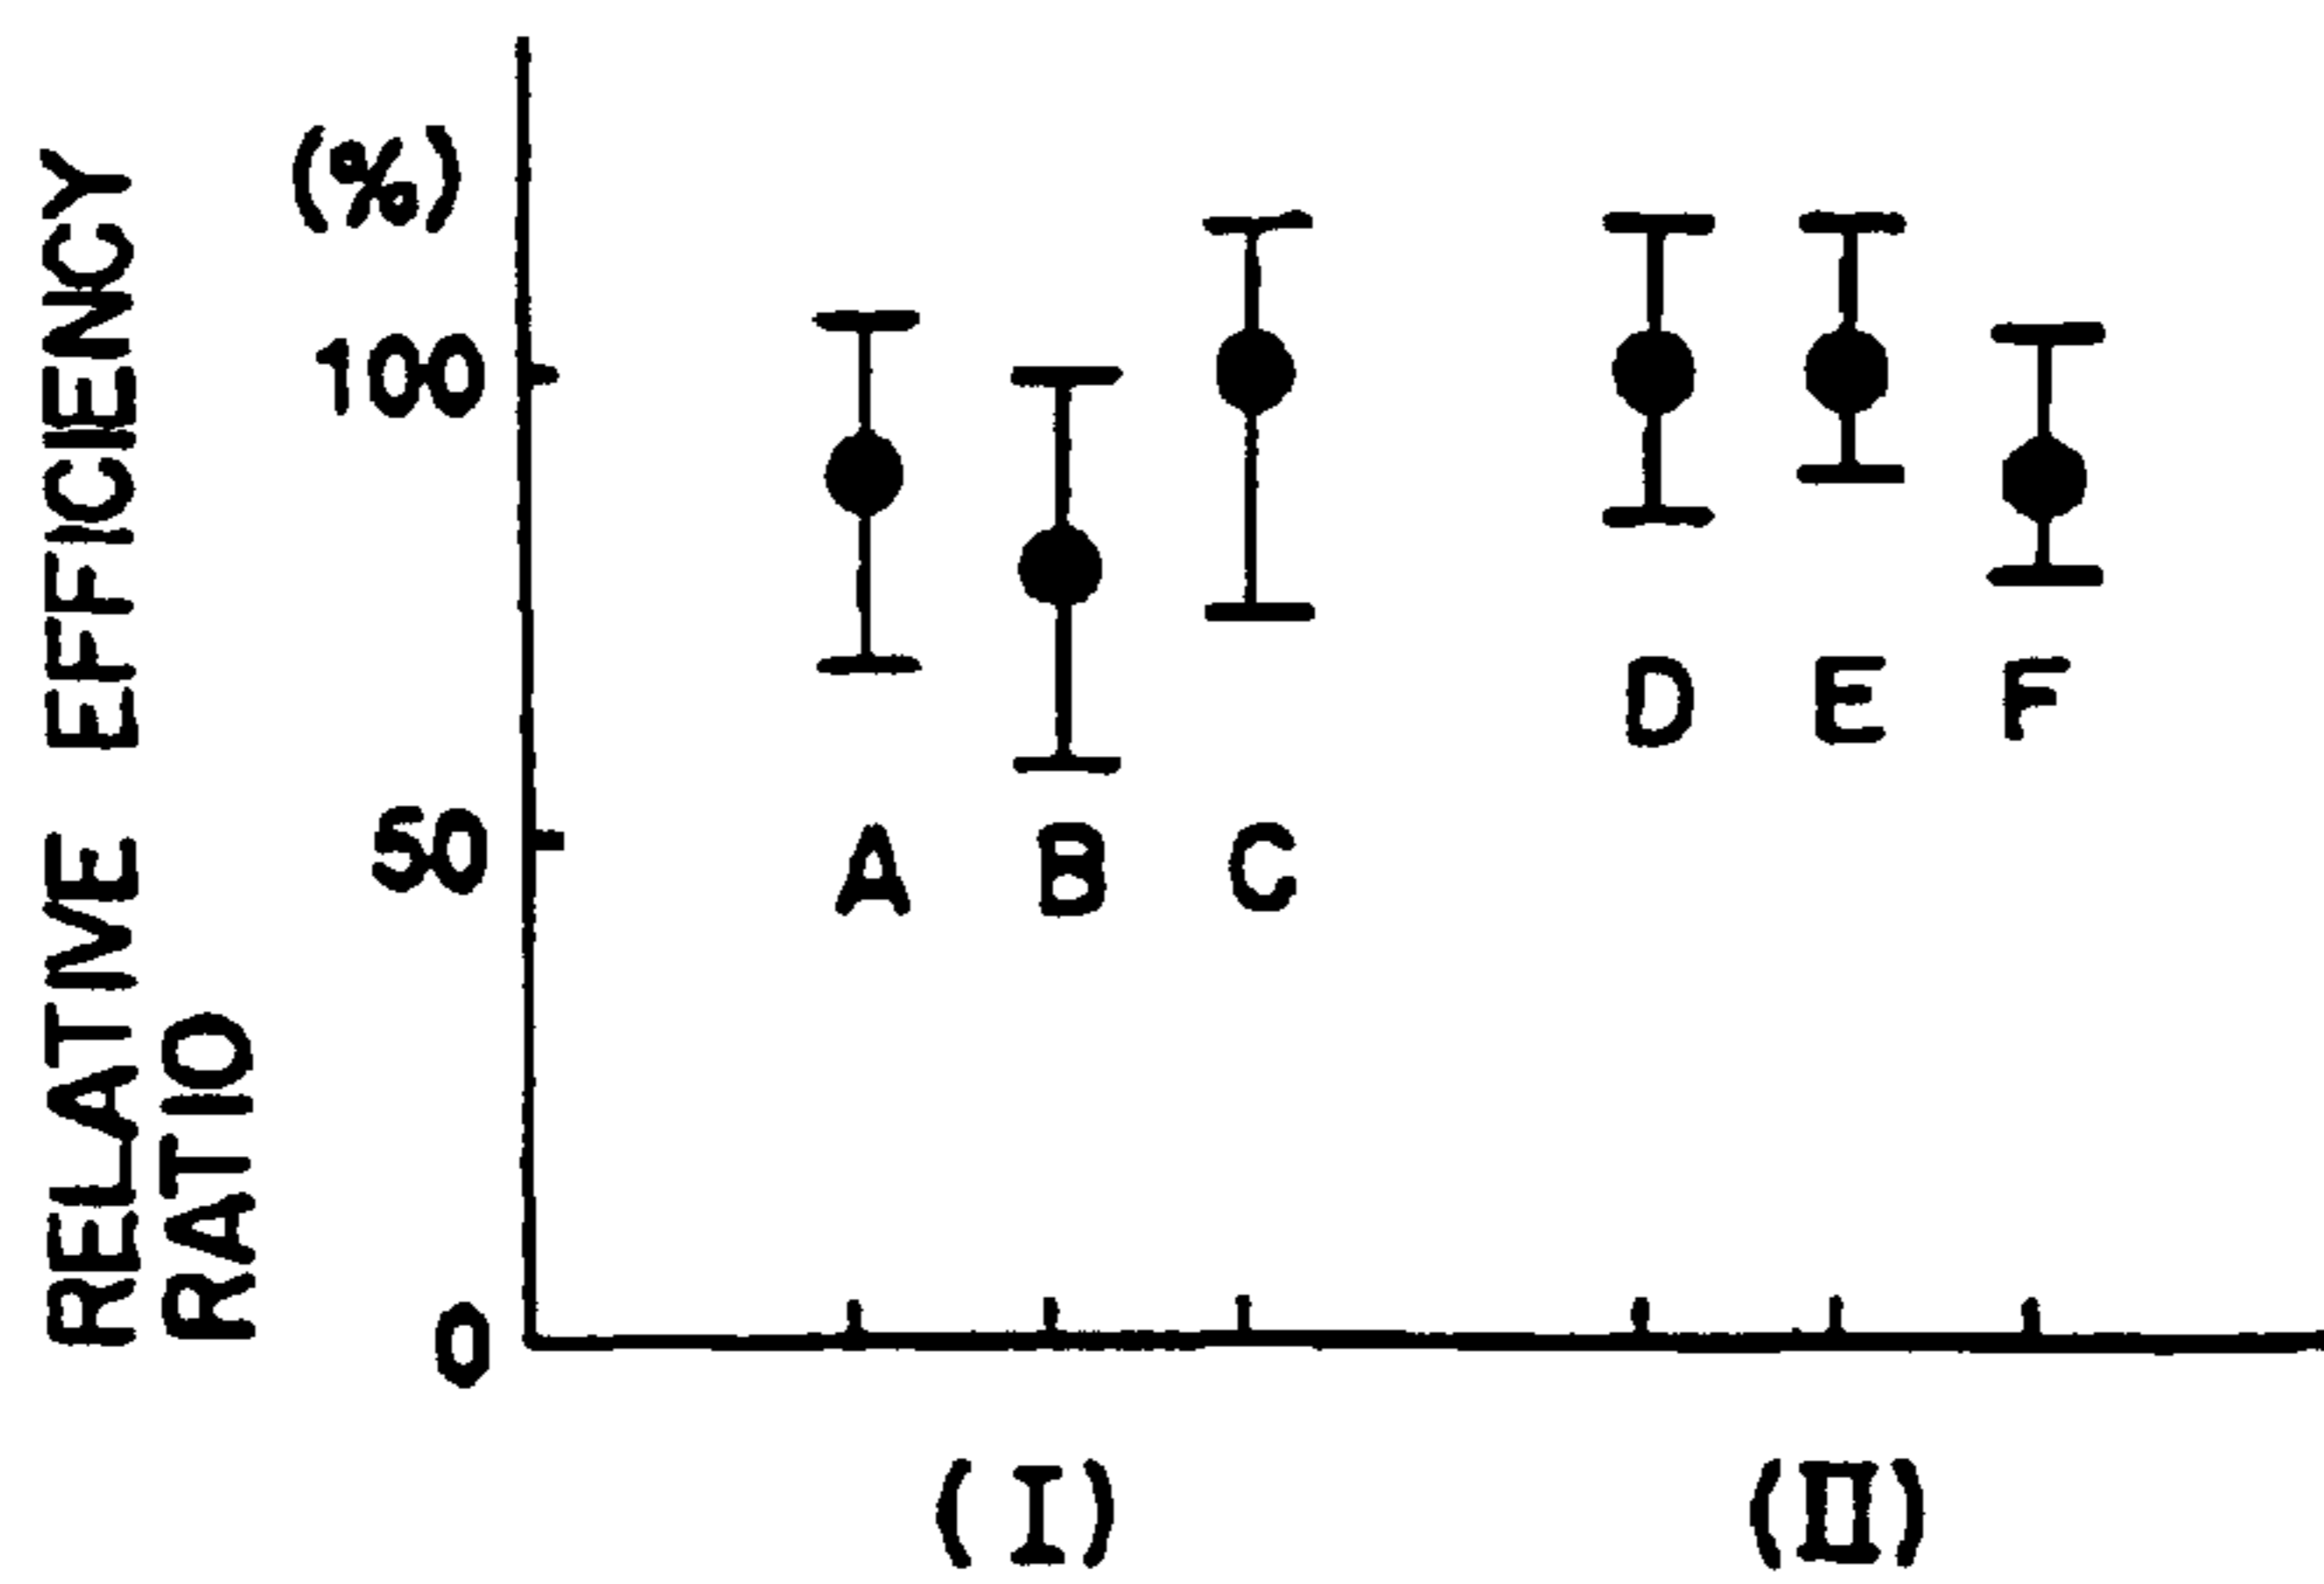 RELATIVE EFFICIENCY
RATIO
(%)
100
50
0
A B C
D E F
(I) (II)